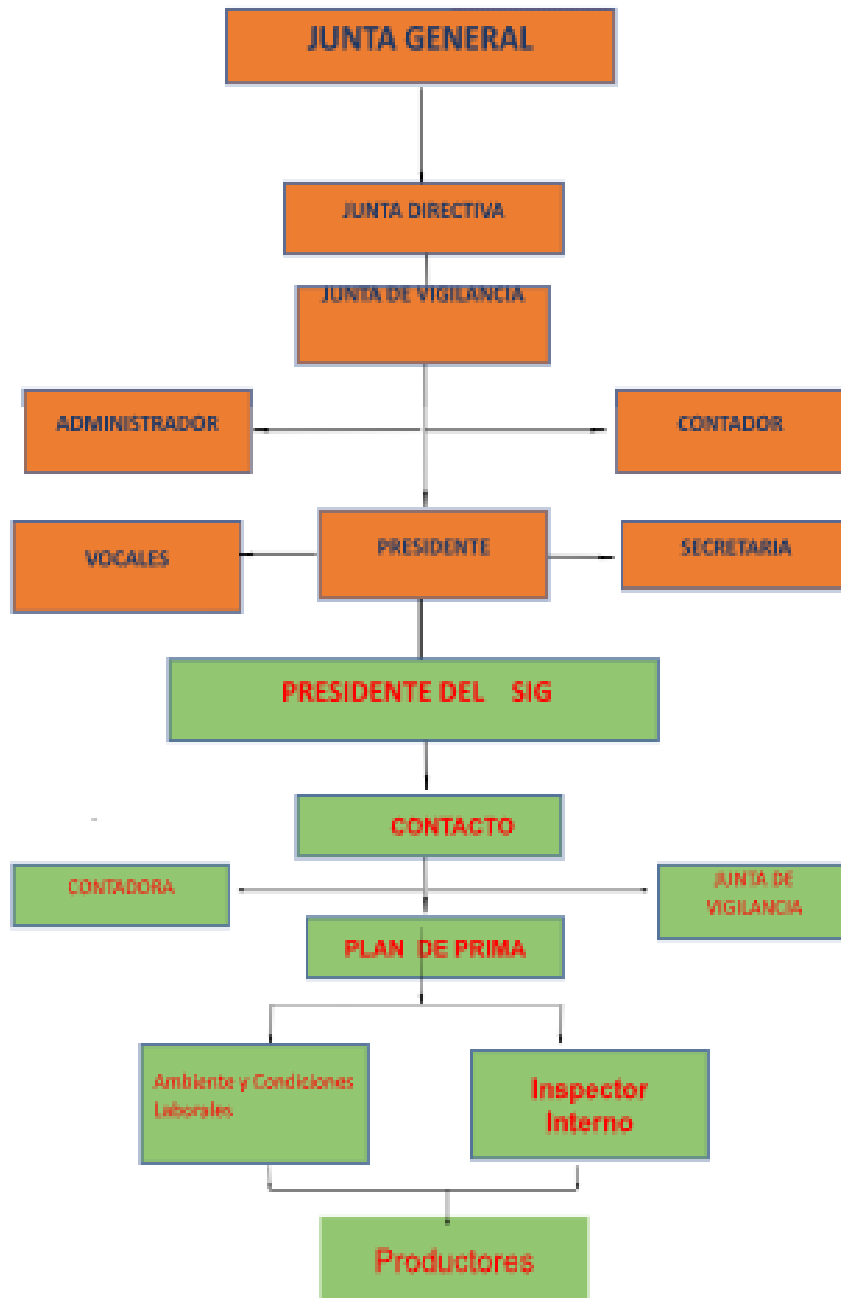 JUNTA GENERAL
JUNTA DIRECTIVA
JUNTA DE VIGILANCIA
ADMINISTRADOR
CONTADOR
VOCALES
PRESIDENTE
SECRETARIA
PRESIDENTE DEL SIG
CONTACTO
CONTADORA
JUNTA DE
VIGILANCIA
PLAN DE PRIMA
Ambiente y Condiciones
Laborales
Inspector
Interno
Productores